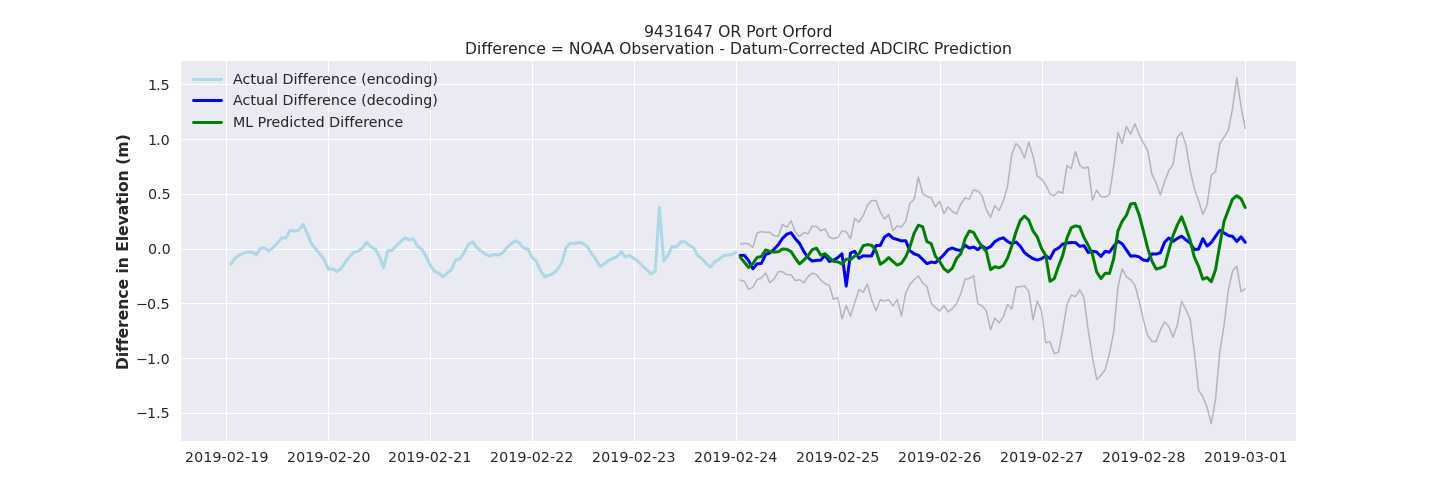 9431647 OR Port Orford
Difference = NOAA Observation - Datum-Corrected ADCIRC Prediction
Actual Difference (encoding)
Actual Difference (decoding)
ML Predicted Difference
Difference in Elevation (m)
1.5
1.0
0.5
0.0
−0.5
−1.0
−1.5
2019-02-19 2019-02-20 2019-02-21 2019-02-22 2019-02-23 2019-02-24 2019-02-25 2019-02-26 2019-02-27 2019-02-28 2019-03-01